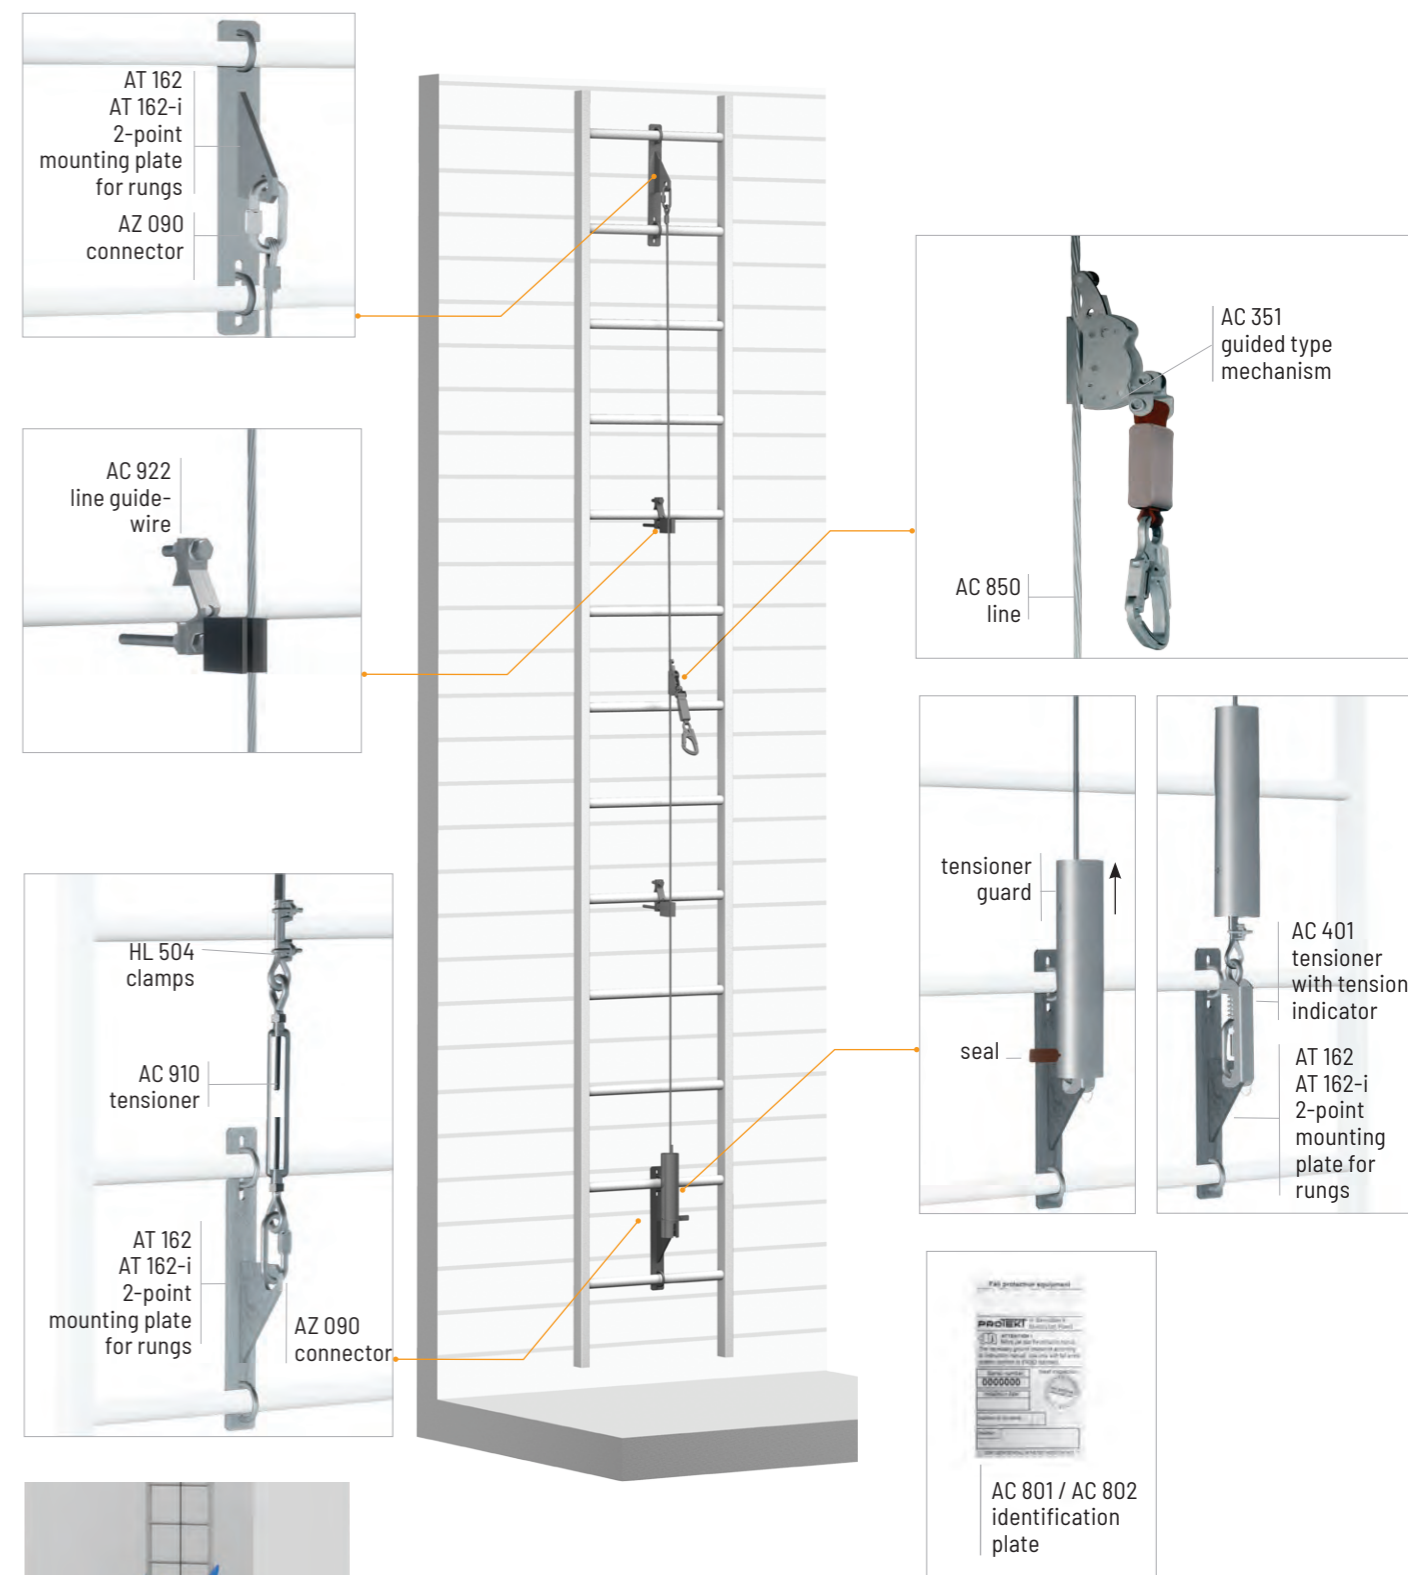 AT 162
AT 162-i
2-point
mounting plate
for rungs
AZ 090
connector
AC 922
line guide-
wire
HL 504
clamps
AC 910
tensioner
AT 162
AT 162-i
2-point
mounting plate
for rungs
AZ 090
connector
AC 351
guided type
mechanism
AC 850
line
tensioner
guard
seal
AC 401
tensioner
with tension
indicator
AT 162
AT 162-i
2-point
mounting
plate for
rungs
Fall protection equipment
PROTEKT
0000000
AC 801 / AC 802
identification
plate